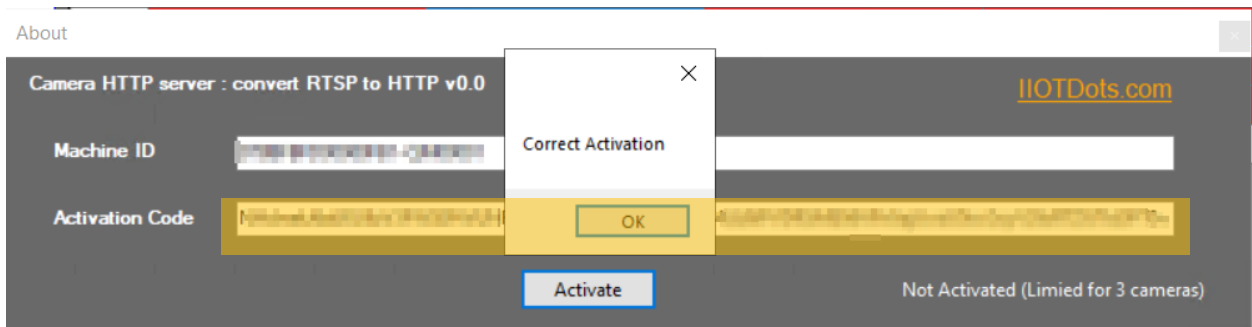 About
Camera HTTP server : convert RTSP to HTTP v0.0
IIOTDots.com
Machine ID
Correct Activation
Activation Code
OK
Activate
Not Activated (Limied for 3 cameras)